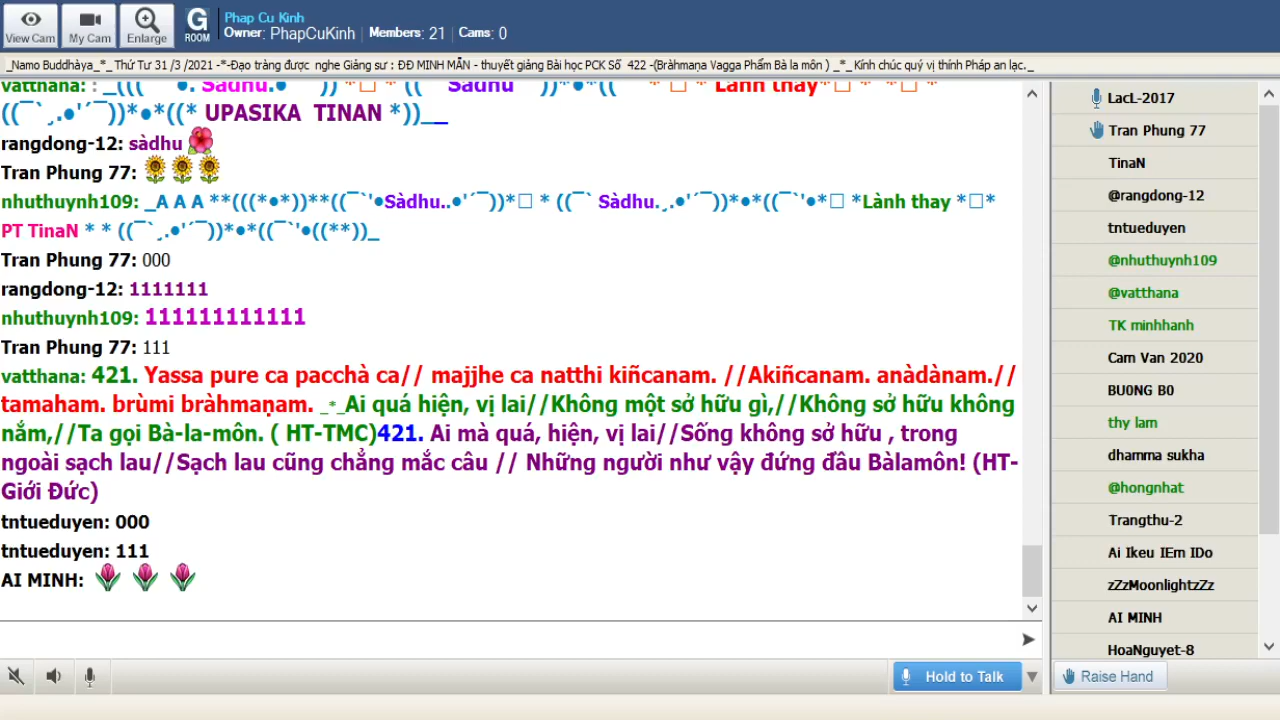 View Cam
My Cam
Enlarge
G
ROOM
Phap Cu Kinh
Owner: PhapCuKinh Members: 21 Cams: 0
_Namo Buddhàya_*_ Thứ Tư 31 /3 /2021 -*-Đạo tràng được nghe Giảng sư : ĐĐ MINH MẪN - thuyết giảng Bài học PCK Số 422 -(Bràhmaṇa Vagga Phẩm Bà la môn ) _*_Kính chúc quý vị thính Pháp an lạc._
vatthana: : _(((¯`●. Sàdhu.●´¯)) *□ * ((¯` Sàdhu ´¯))*●*((¯` * □ * Lành thay*□ * *□ *
((¯`¸.●'´¯))*●*((* UPASIKA TINAN *))__
rangdong-12: sàdhu
Tran Phung 77:
nhuthuynh109: _A A A **(((*●*))**((¯`'●Sàdhu..●'´¯))*□ * ((¯` Sàdhu.¸.●'´¯))*●*((¯`'●*□ *Lành thay *□*
PT TinaN * * ((¯`¸.●'´¯))*●*((¯`'●((**))_
Tran Phung 77: 000
rangdong-12: 1111111
nhuthuynh109: 111111111111
Tran Phung 77: 111
vatthana: 421. Yassa pure ca pacchà ca// majjhe ca natthi kiñcanam. //Akiñcanam. anàdànam.//
tamaham. brùmi bràhmaṇam. _*_Ai quá hiện, vị lai//Không một sở hữu gì,//Không sở hữu không
nắm,//Ta gọi Bà-la-môn. ( HT-TMC)421. Ai mà quá, hiện, vị lai//Sống không sở hữu , trong
ngoài sạch lau//Sạch lau cũng chẳng mắc câu // Những người như vậy đứng đầu Bàlamôn! (HT-
Giới Đức)
tntueduyen: 000
tntueduyen: 111
AI MINH:
Hold to Talk
LacL-2017
Tran Phung 77
TinaN
@rangdong-12
tntueduyen
@nhuthuynh109
@vatthana
TK minhhanh
Cam Van 2020
BU0NG B0
thy lam
dhamma sukha
@hongnhat
Trangthu-2
Ai Ikeu IEm IDo
zZzMoonlightzZz
AI MINH
HoaNguyet-8
Raise Hand